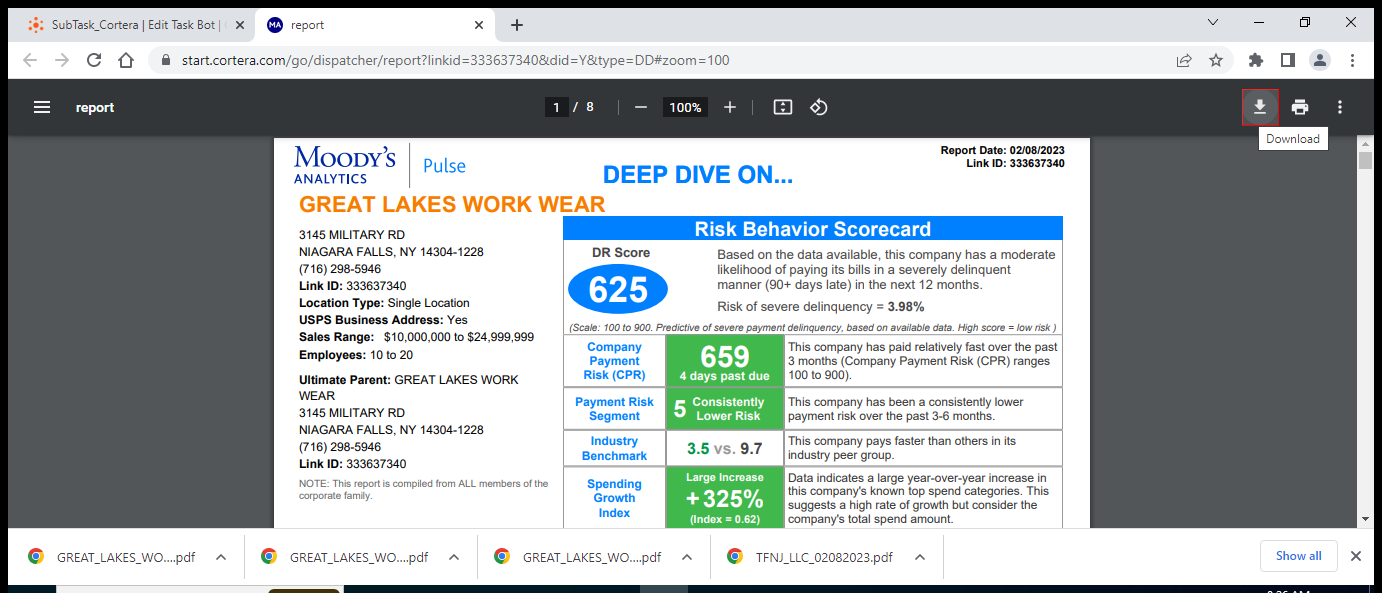 SubTask_Cortera | Edit Task Bot |
report
start.cortera.com/go/dispatcher/report?linkid=333637340&did=Y&type=DD#zoom=100
report
1 / 8
100%
Download
MOODY'S
ANALYTICS
Pulse
DEEP DIVE ON...
Report Date: 02/08/2023
Link ID: 333637340
GREAT LAKES WORK WEAR
3145 MILITARY RD
NIAGARA FALLS, NY 14304-1228
(716) 298-5946
Link ID: 333637340
Location Type: Single Location
USPS Business Address: Yes
Sales Range: $10,000,000 to $24,999,999
Employees: 10 to 20
Ultimate Parent: GREAT LAKES WORK
WEAR
3145 MILITARY RD
NIAGARA FALLS, NY 14304-1228
(716) 298-5946
Link ID: 333637340
NOTE: This report is compiled from ALL members of the
corporate family.
Risk Behavior Scorecard
DR Score
625
Based on the data available, this company has a moderate
likelihood of paying its bills in a severely delinquent
manner (90+ days late) in the next 12 months.
Risk of severe delinquency = 3.98%
(Scale: 100 to 900. Predictive of severe payment delinquency, based on available data. High score = low risk )
Company
Payment
Risk (CPR)
659
4 days past due
This company has paid relatively fast over the past
3 months (Company Payment Risk (CPR) ranges
100 to 900).
Payment Risk
Segment
5 Consistently
Lower Risk
This company has been a consistently lower
payment risk over the past 3-6 months.
Industry
Benchmark
3.5 vs. 9.7
This company pays faster than others in its
industry peer group.
Spending
Growth
Index
Large Increase
+325%
(Index = 0.62)
Data indicates a large year-over-year increase in
this company's known top spend categories. This
suggests a high rate of growth but consider the
company's total spend amount.
GREAT_LAKES_WO....pdf
GREAT_LAKES_WO....pdf
GREAT_LAKES_WO....pdf
TFNJ_LLC_02082023.pdf
Show all